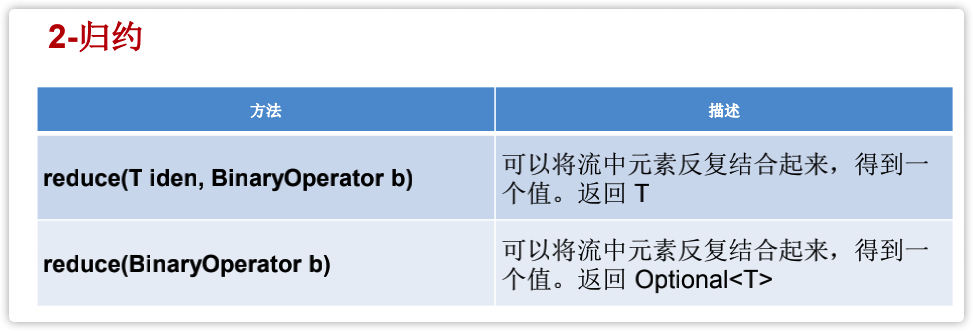 2-归约
方法
描述
reduce(T iden, BinaryOperator b)
可以将流中元素反复结合起来，得到一
个值。返回 T
reduce(BinaryOperator b)
可以将流中元素反复结合起来，得到一
个值。返回 Optional<T>